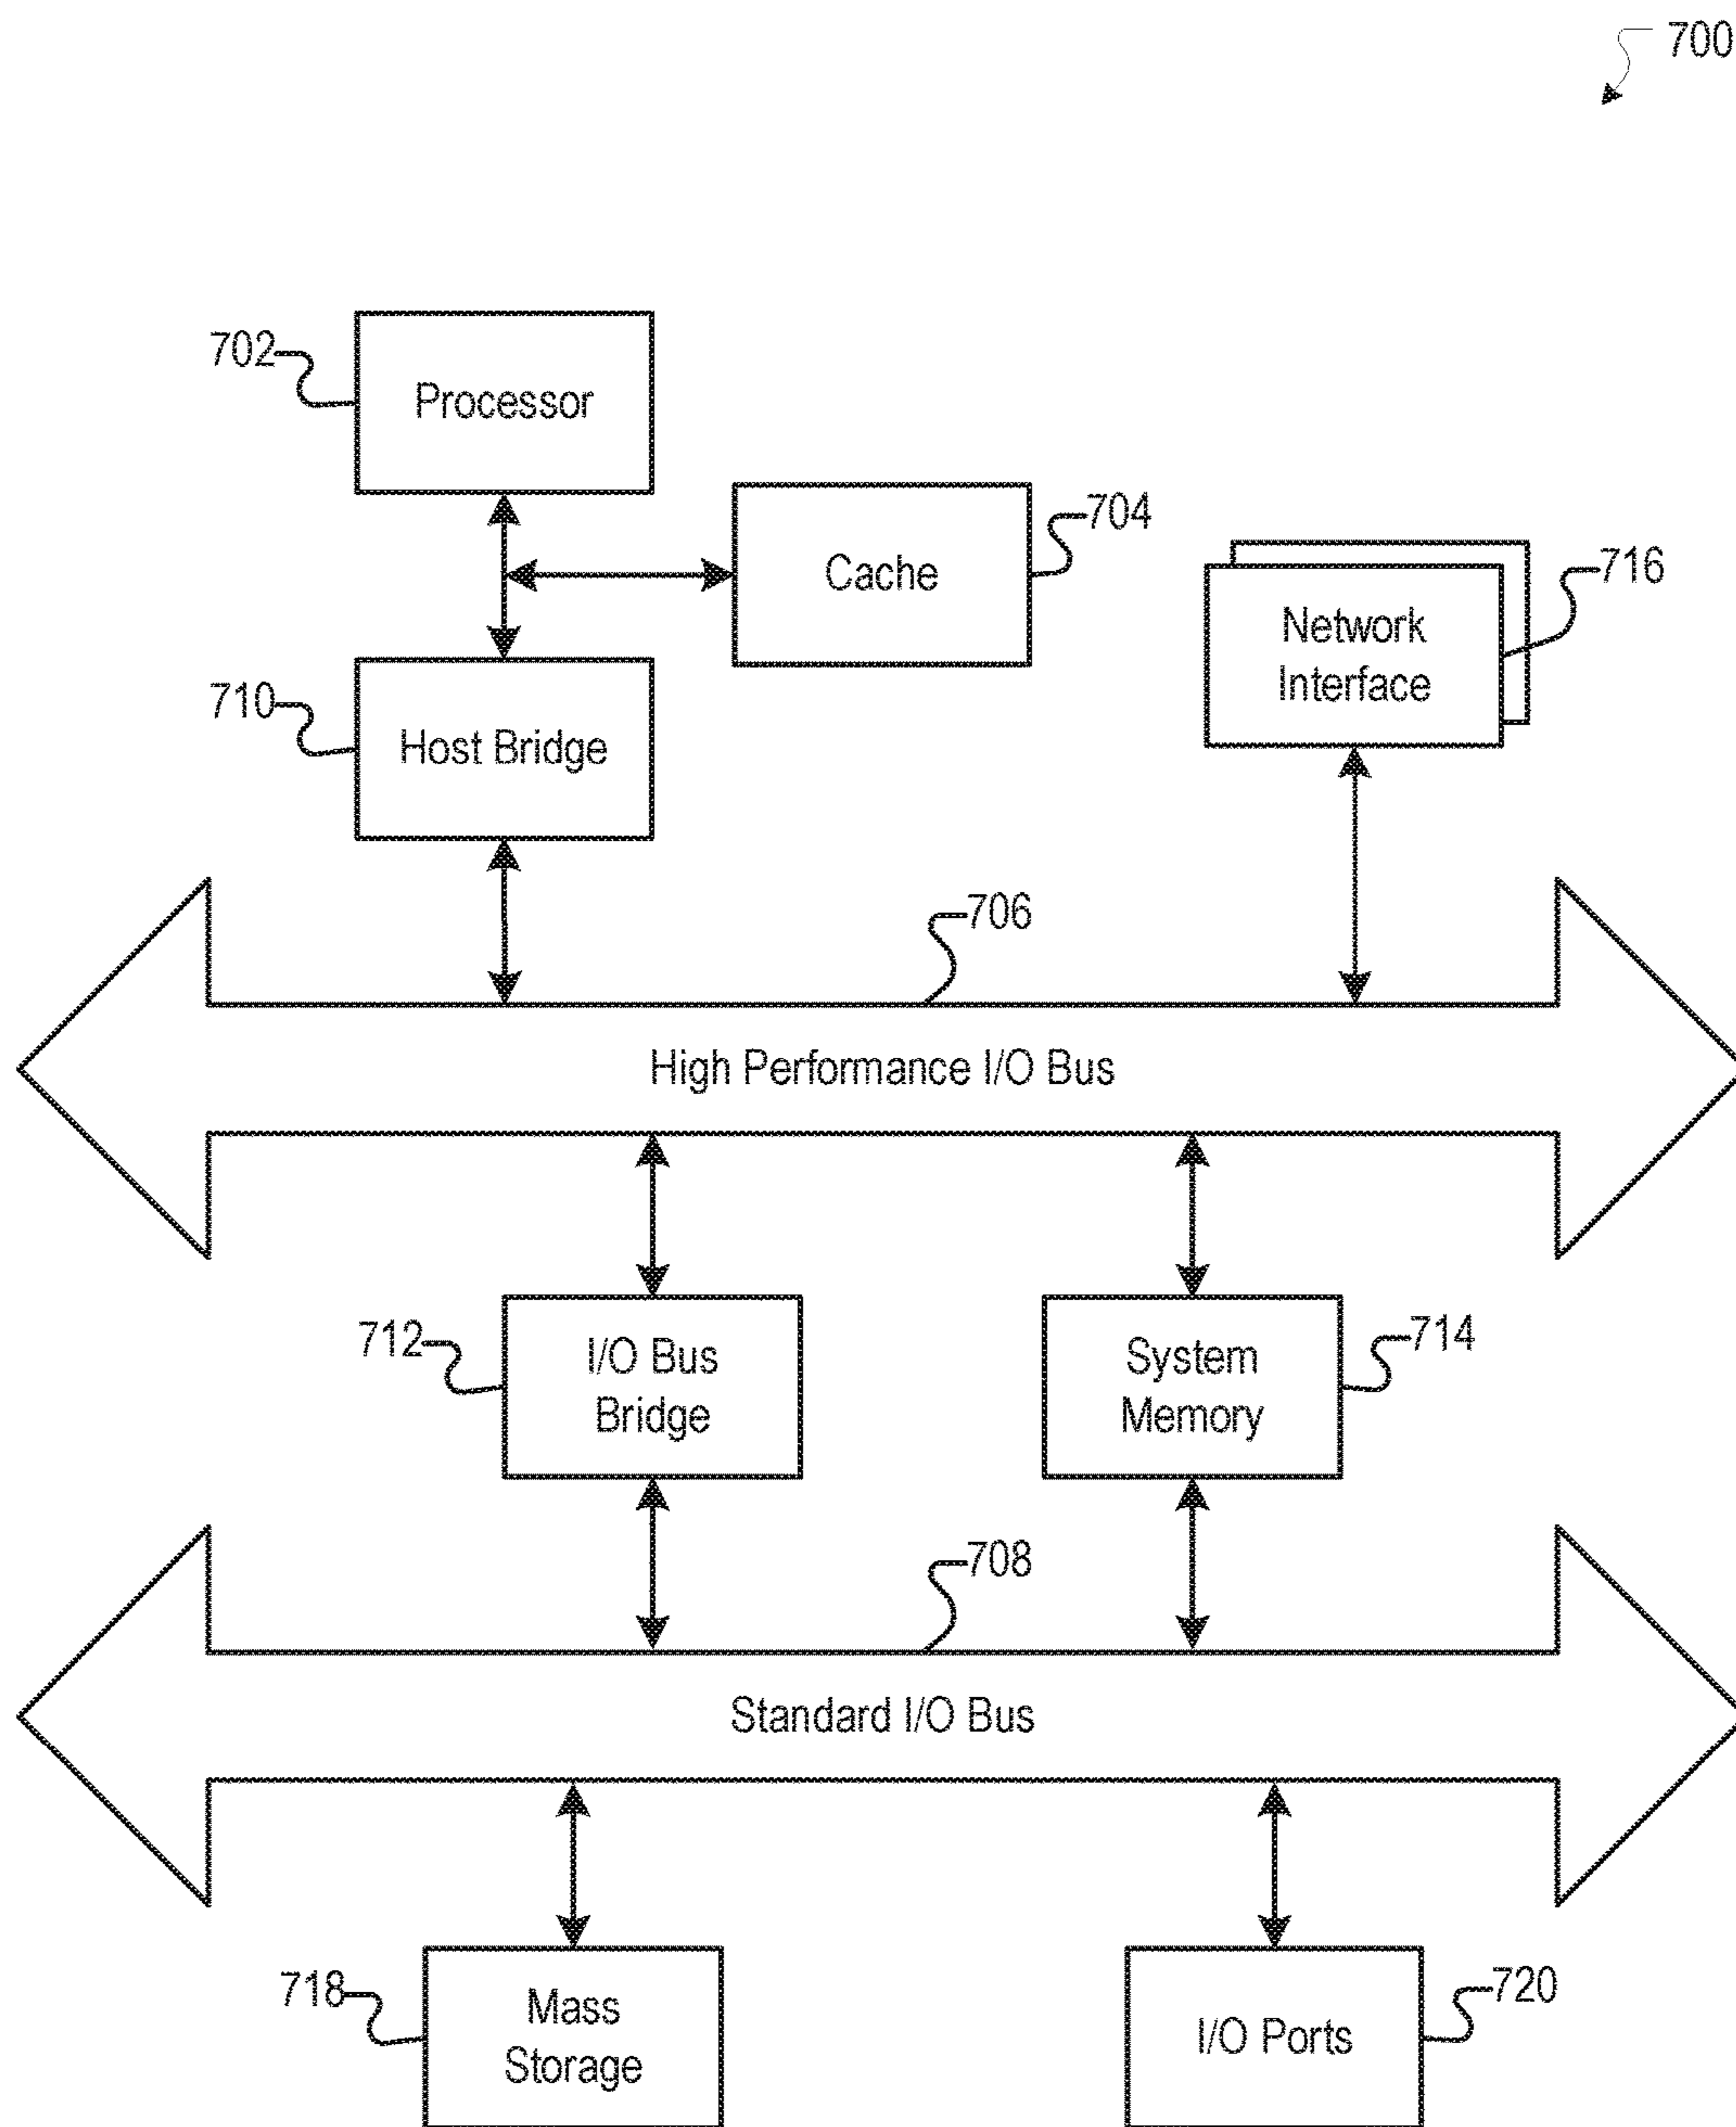 700
702
Processor
704
Cache
716
Network
Interface
710
Host Bridge
706
High Performance I/O Bus
712
I/O Bus
Bridge
714
System
Memory
708
Standard I/O Bus
718
Mass
Storage
720
I/O Ports